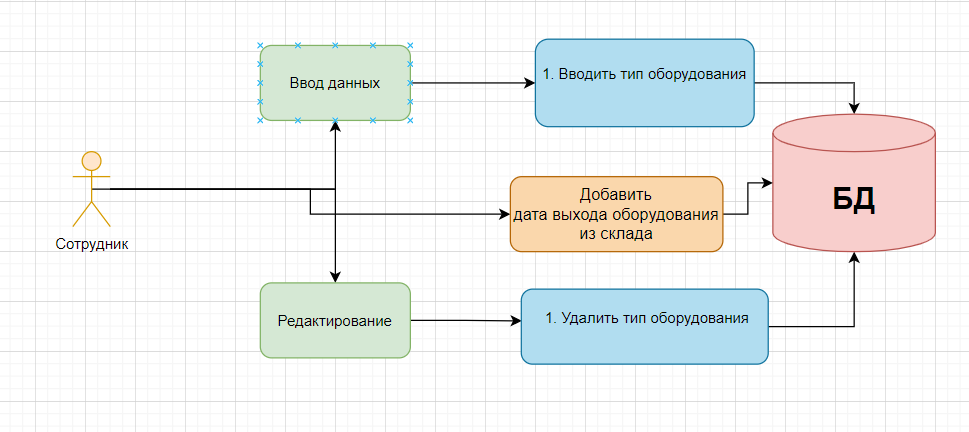 Ввод данных
1. Вводить тип оборудования
Сотрудник
Добавить
дата выхода оборудования
из склада
БД
Редактирование
1. Удалить тип оборудования